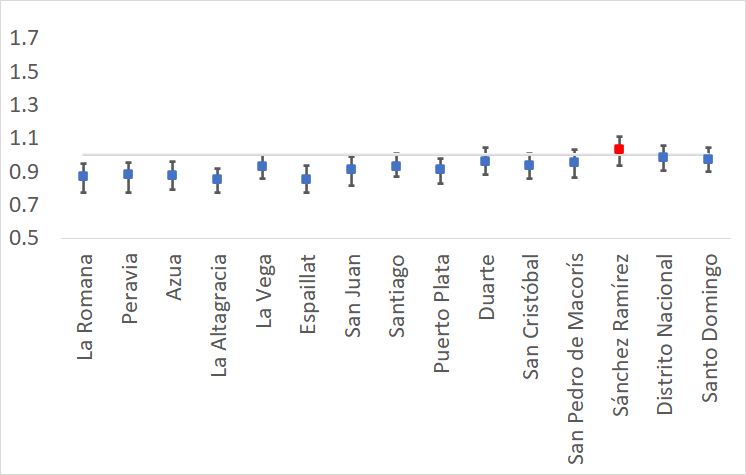 1.7
1.5
1.3
1.1
0.9
0.7
0.5
La Romana
Peravia
Azua
La Altagracia
La Vega
Espaillat
San Juan
Santiago
Puerto Plata
Duarte
San Cristóbal
San Pedro de Macorís
Sánchez Ramírez
Distrito Nacional
Santo Domingo